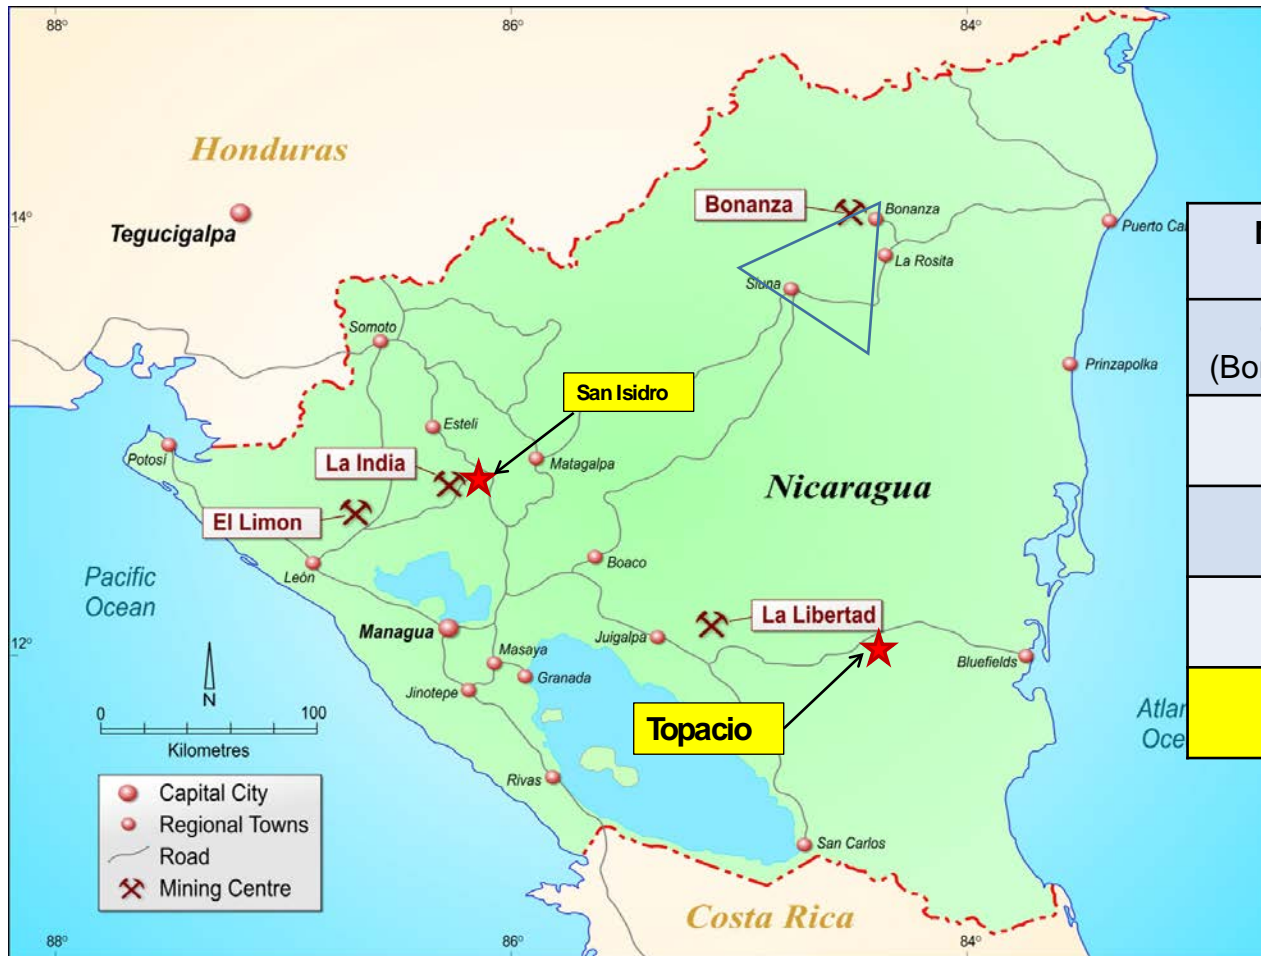 88°
86°
84°
Honduras
Tegucigalpa
14°
Bonanza
Bonanza
La Rosita
Siuna
Puerto Ca
(Bo
Somoto
Prinzapolka
San Isidro
Esteli
Potosí
La India
Matagalpa
Nicaragua
El Limon
León
Boaco
Pacific
Ocean
La Libertad
Managua
Juigalpa
12°
Masaya
Bluefields
Granada
Jinotepe
N
0 100
Kilometres
Topacio
Atla
Oce
Rivas
Capital City
Regional Towns
Road
Mining Centre
San Carlos
Costa Rica
88°
86°
84°